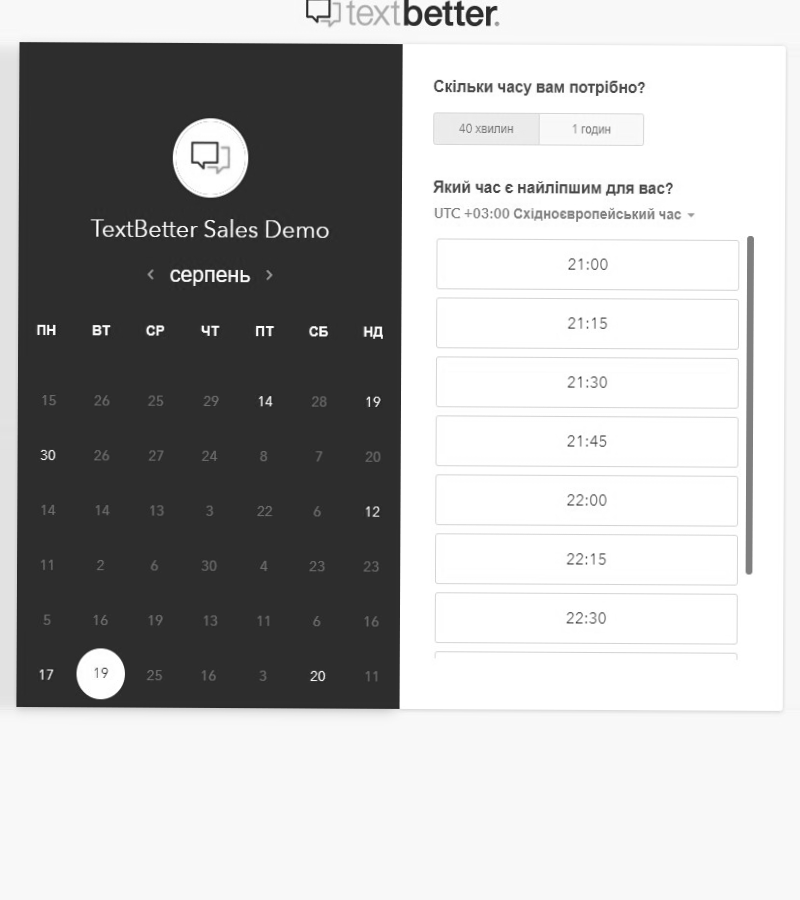 textbetter.
TextBetter Sales Demo
< серпень >
ПН ВТ СР ЧТ ПТ СБ НД
15 26 25 29 14 28 19
30 26 27 24 8 7 20
14 14 13 3 22 6 12
11 2 6 30 4 23 23
5 16 19 13 11 6 16
17 19 25 16 3 20 11
Скільки часу вам потрібно?
40 хвилин 1 годин
Який час є найліпшим для вас?
UTC +03:00 Східноєвропейський час
21:00
21:15
21:30
21:45
22:00
22:15
22:30